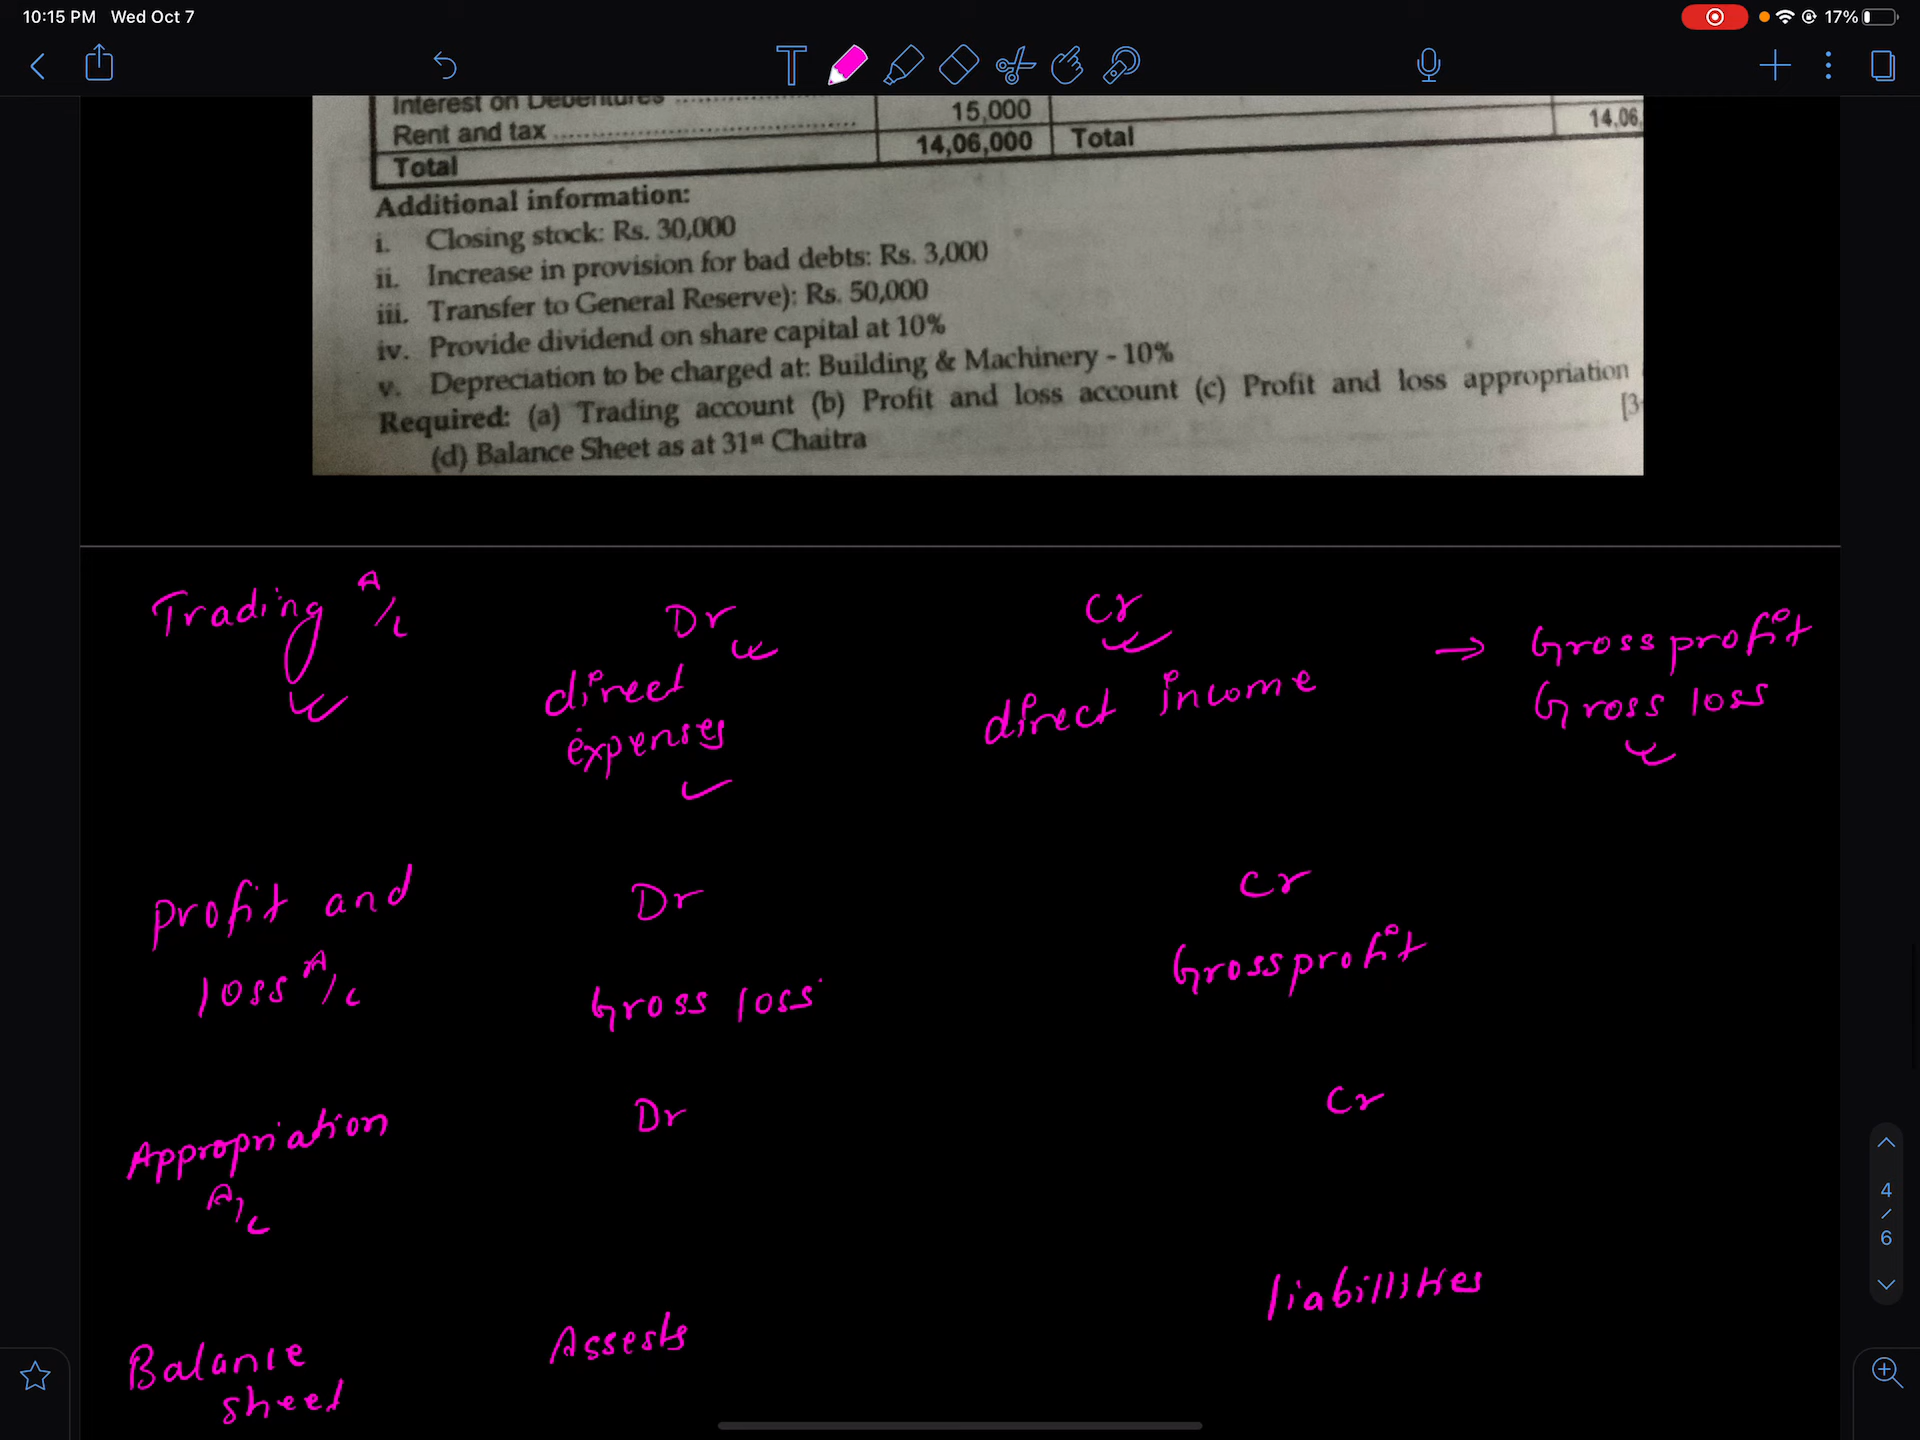 10:15 PM Wed Oct 7
17%
Interest on Debentures
15,000
Rent and tax
14,06,000 Total 14,06,
Total
Additional information:
i. Closing stock: Rs. 30,000
ii. Increase in provision for bad debts: Rs. 3,000
iii. Transfer to General Reserve): Rs. 50,000
iv. Provide dividend on share capital at 10%
v. Depreciation to be charged at: Building & Machinery - 10%
Required: (a) Trading account (b) Profit and loss account (c) Profit and loss appropriation
[3
(d) Balance Sheet as at 31st Chaitra
Trading A/c Dr Cr → Gross profit
direct direct income Gross loss
expenses
profit and Dr Cr
loss A/c Gross loss Gross profit
Appropriation Dr Cr
A/c
Balance Assests liabillities
sheet
4
/
6